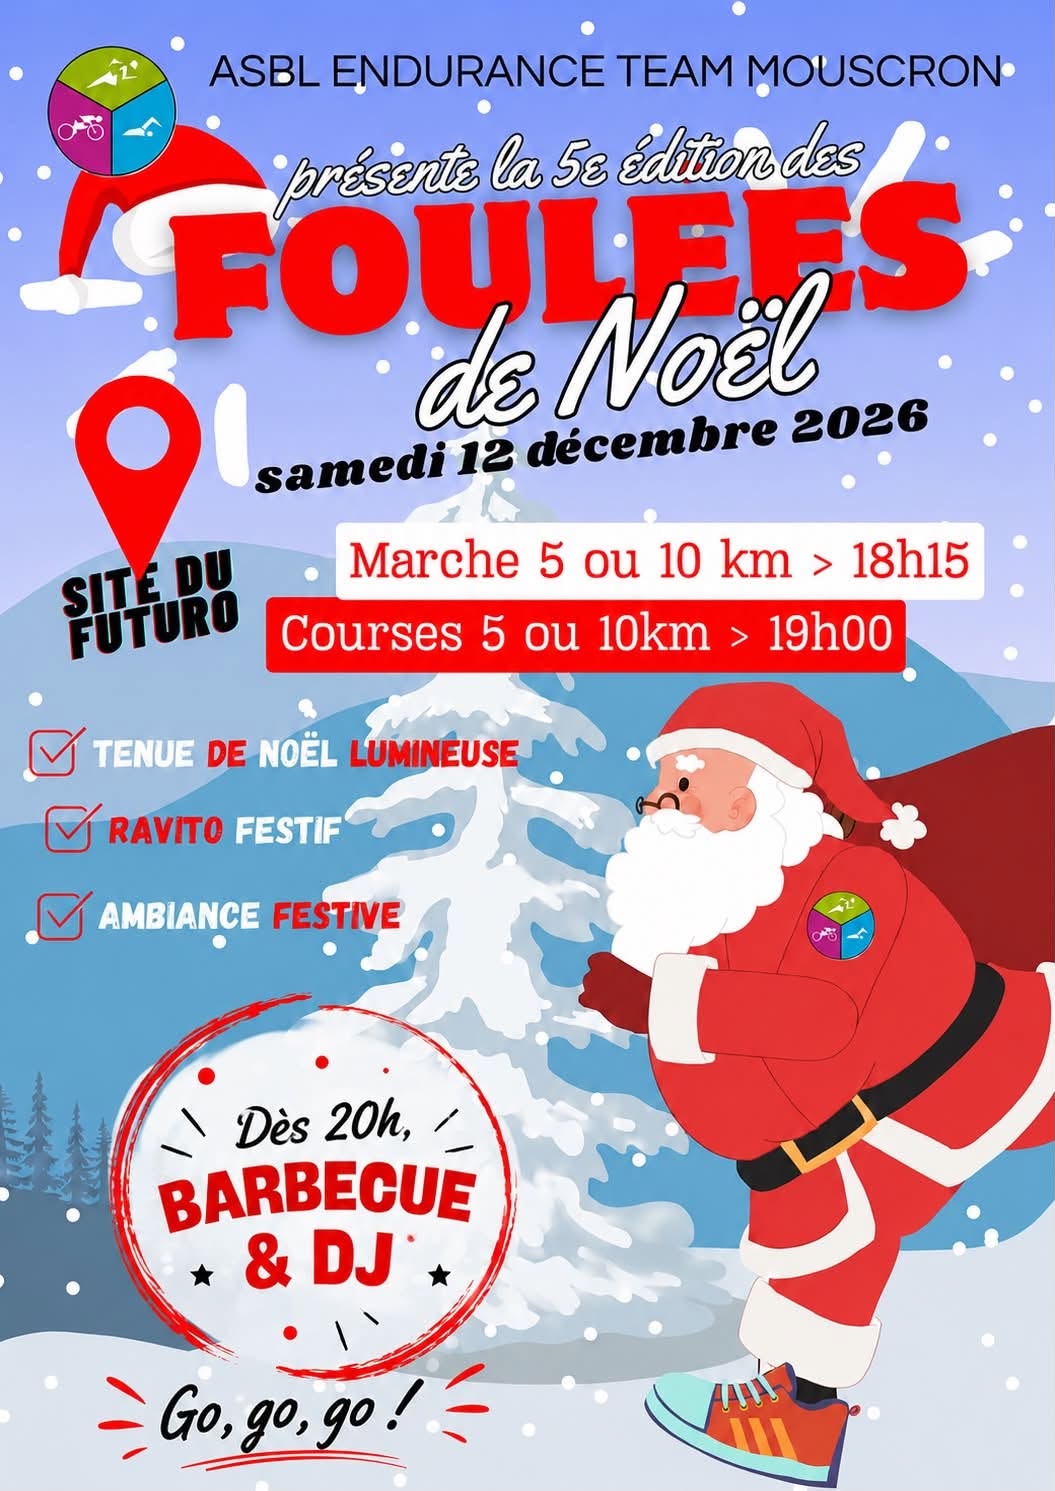 ASBL ENDURANCE TEAM MOUSCRON
présente la 5e édition des
FOULÉES
de Noël
samedi 12 décembre 2026
SITE DU
FUTURO
Marche 5 ou 10 km > 18h15
Courses 5 ou 10km > 19h00
TENUE DE NOËL LUMINEUSE
RAVITO FESTIF
AMBIANCE FESTIVE
Dès 20h,
BARBECUE
& DJ
Go, go, go !